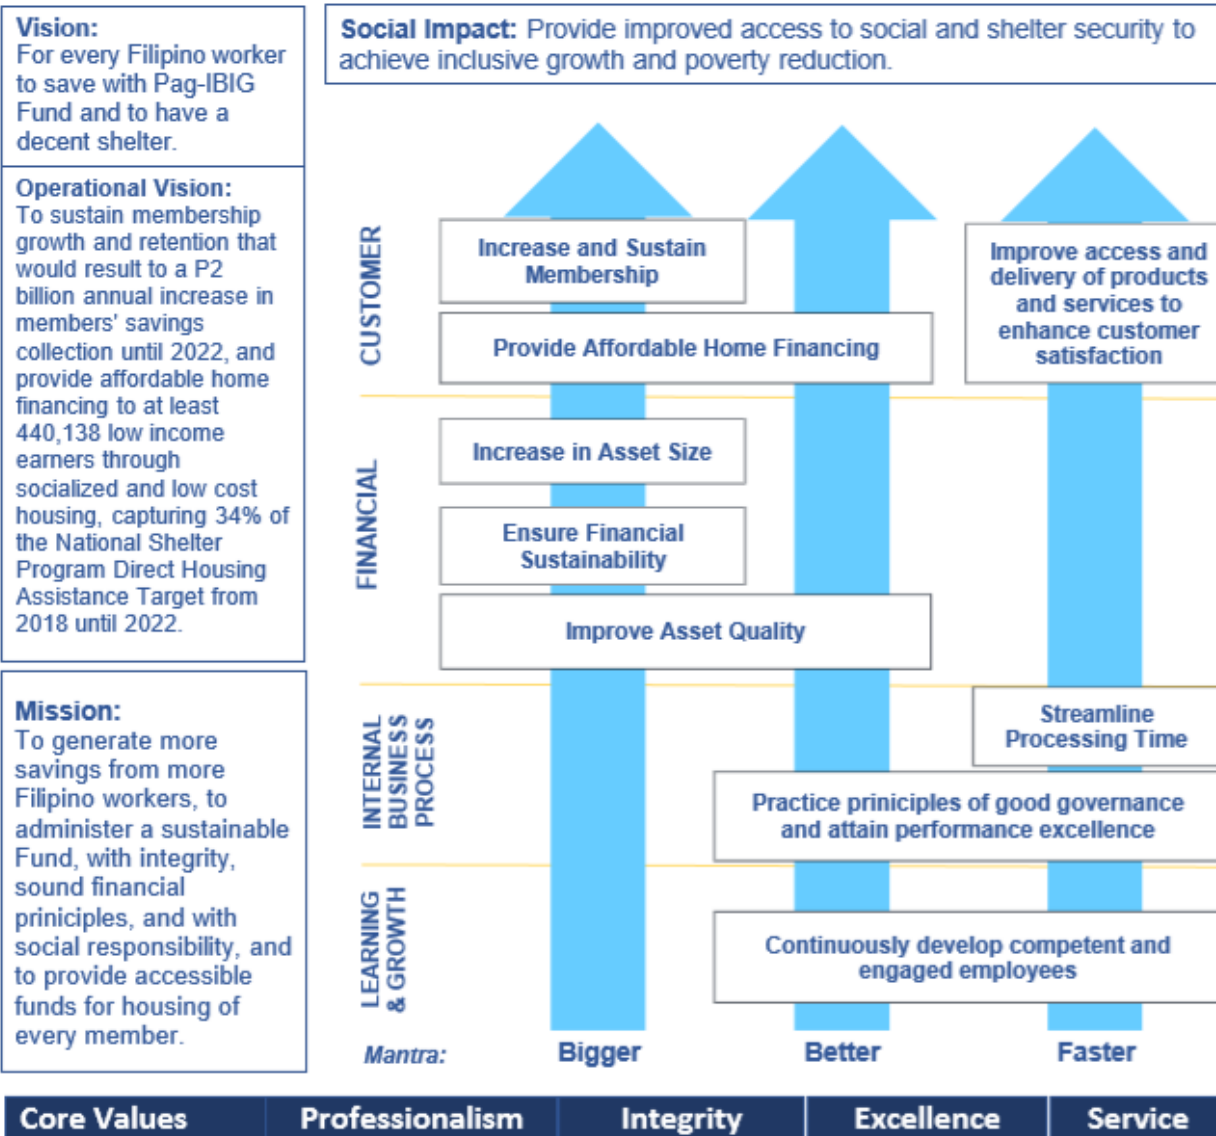 Vision:
For every Filipino worker
to save with Pag-IBIG
Fund and to have a
decent shelter.
Operational Vision:
To sustain membership
growth and retention that
would result to a P2
billion annual increase in
members' savings
collection until 2022, and
provide affordable home
financing to at least
440,138 low income
earners through
socialized and low cost
housing, capturing 34% of
the National Shelter
Program Direct Housing
Assistance Target from
2018 until 2022.
Mission:
To generate more
savings from more
Filipino workers, to
administer a sustainable
Fund, with integrity,
sound financial
priniciples, and with
social responsibility, and
to provide accessible
funds for housing of
every member.
Social Impact: Provide improved access to social and shelter security to
achieve inclusive growth and poverty reduction.
CUSTOMER
Increase and Sustain
Membership
Provide Affordable Home Financing
Improve access and
delivery of products
and services to
enhance customer
satisfaction
FINANCIAL
Increase in Asset Size
Ensure Financial
Sustainability
Improve Asset Quality
INTERNAL
BUSINESS
PROCESS
Streamline
Processing Time
Practice priniciples of good governance
and attain performance excellence
LEARNING
& GROWTH
Continuously develop competent and
engaged employees
Mantra: Bigger Better Faster
Core Values Professionalism Integrity Excellence Service